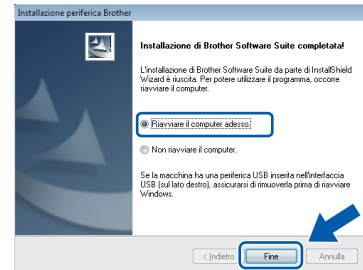 Installazione periferica Brother
Installazione di Brother Software Suite completata!
L'installazione di Brother Software Suite da parte di InstallShield
Wizard è riuscita. Per potere utilizzare il programma, occorre
riavviare il computer.
Riavviare il computer adesso.
Non riavviare il computer.
Se la macchina ha una periferica USB inserita nell'interfaccia
USB (sul lato destro), assicurarsi di rimuoverla prima di riavviare
Windows.
< Indietro Fine Annulla